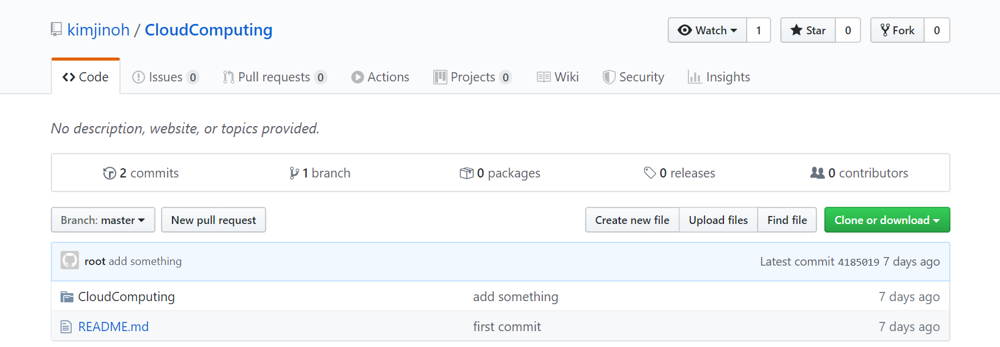 kimjinoh / CloudComputing
Watch 1 Star 0 Fork 0
Code Issues 0 Pull requests 0 Actions Projects 0 Wiki Security Insights
No description, website, or topics provided.
2 commits 1 branch 0 packages 0 releases 0 contributors
Branch: master New pull request Create new file Upload files Find file Clone or download
root add something Latest commit 4185019 7 days ago
CloudComputing add something 7 days ago
README.md first commit 7 days ago